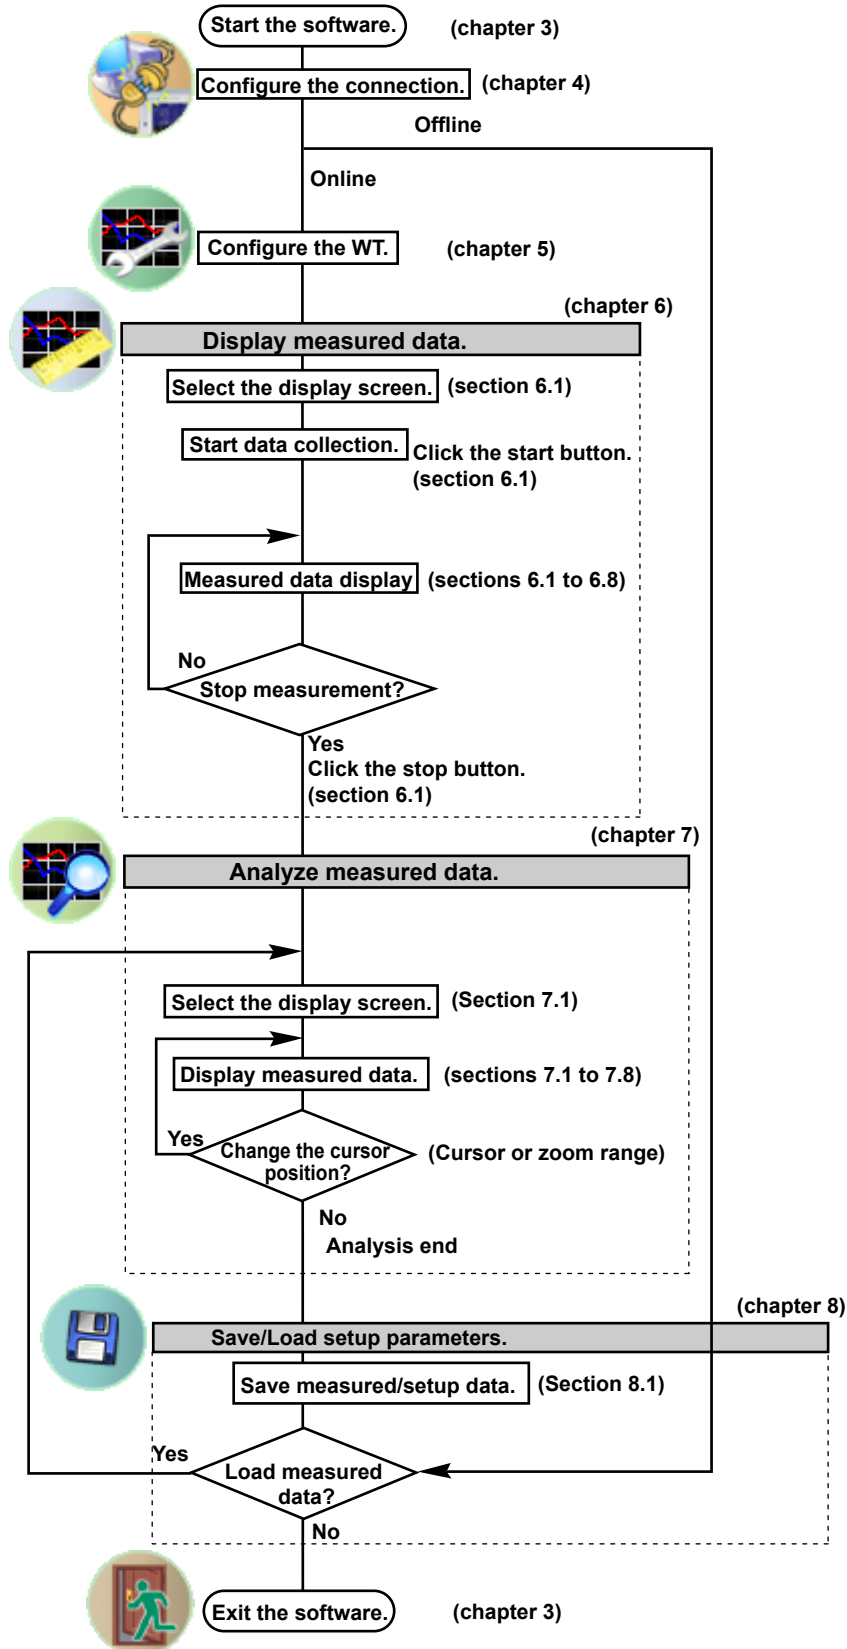 Start the software.
(chapter 3)
Configure the connection.
(chapter 4)
Offline
Online
Configure the WT.
(chapter 5)
(chapter 6)
Display measured data.
Select the display screen.
(section 6.1)
Start data collection.
Click the start button.
(section 6.1)
Measured data display
(sections 6.1 to 6.8)
No
Stop measurement?
Yes
Click the stop button.
(section 6.1)
(chapter 7)
Analyze measured data.
Select the display screen.
(Section 7.1)
Display measured data.
(sections 7.1 to 7.8)
Yes
Change the cursor
position?
(Cursor or zoom range)
No
Analysis end
(chapter 8)
Save/Load setup parameters.
Save measured/setup data.
(Section 8.1)
Yes
Load measured
data?
No
Exit the software.
(chapter 3)